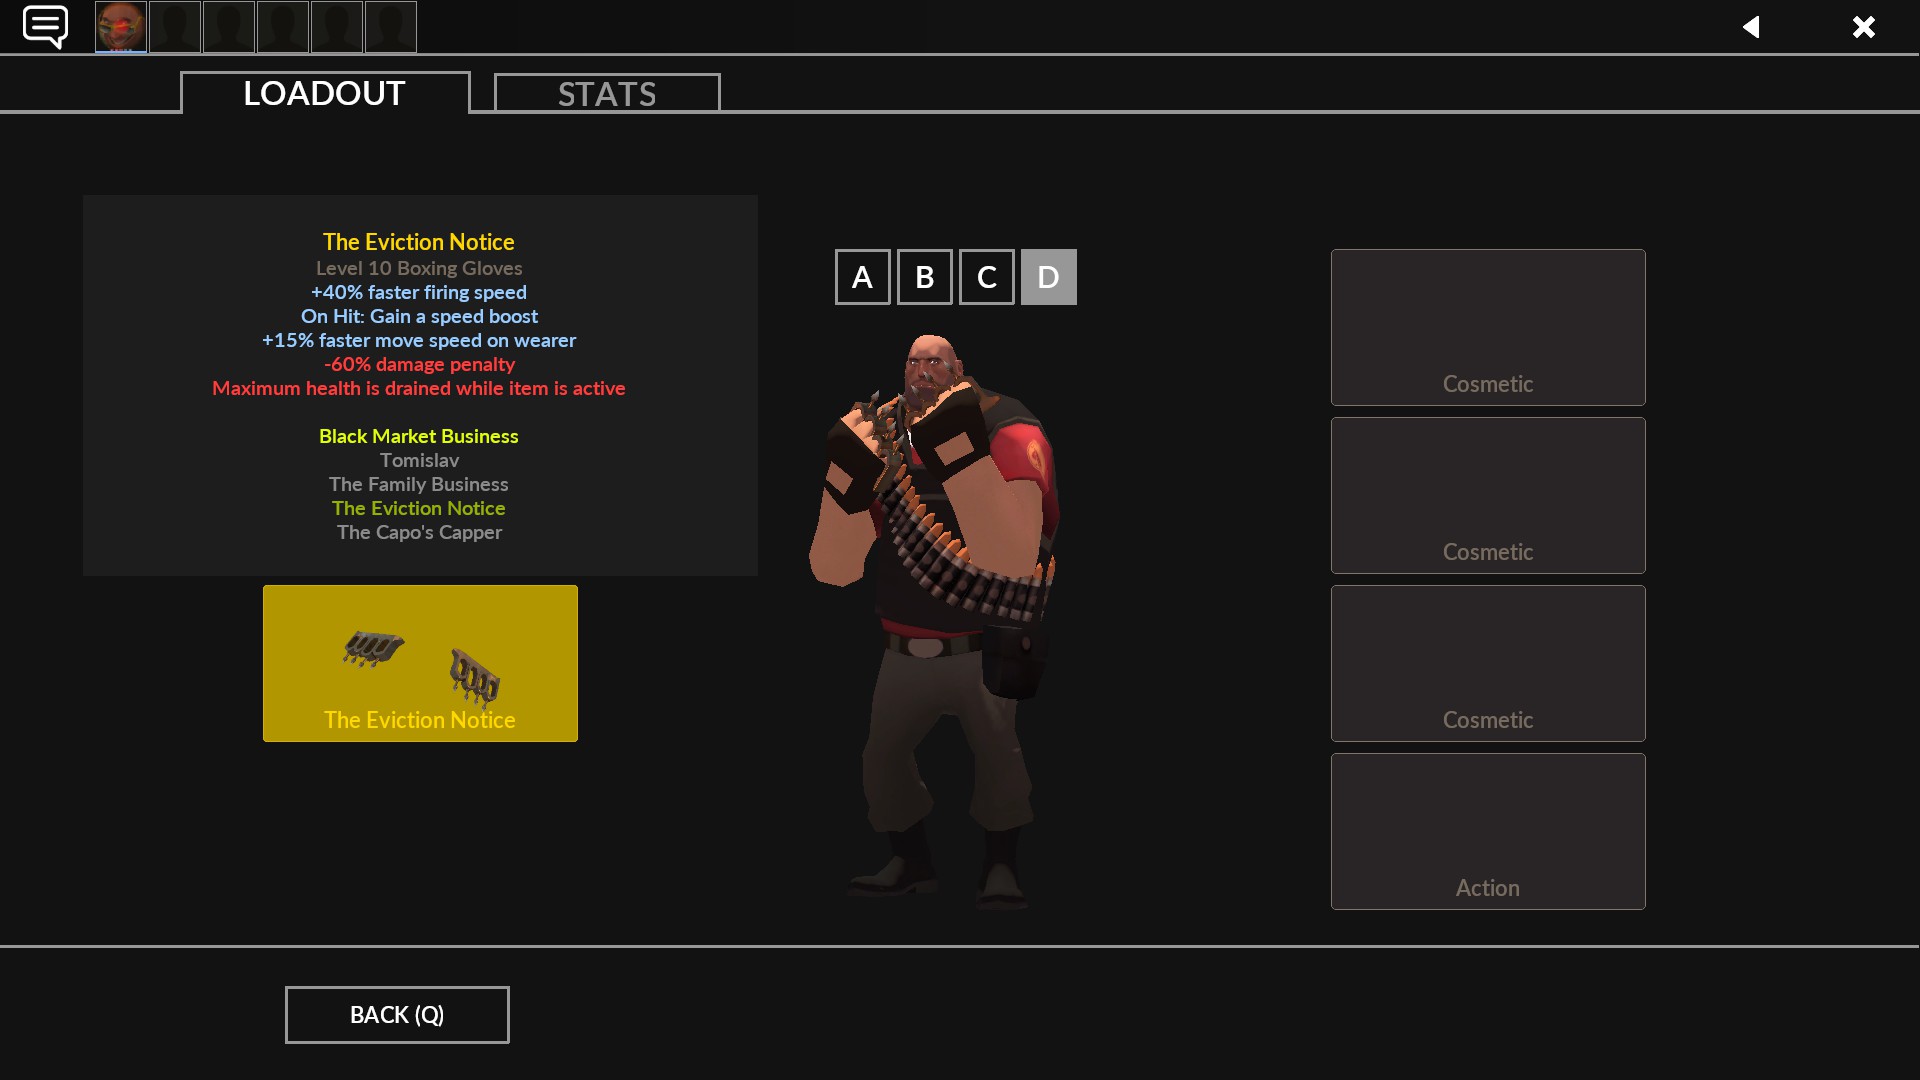 LOADOUT
STATS
The Eviction Notice
Level 10 Boxing Gloves
+40% faster firing speed
On Hit: Gain a speed boost
+15% faster move speed on wearer
-60% damage penalty
Maximum health is drained while item is active
Black Market Business
Tomislav
The Family Business
The Eviction Notice
The Capo's Capper
The Eviction Notice
A B C D
Cosmetic
Cosmetic
Cosmetic
Action
BACK (Q)